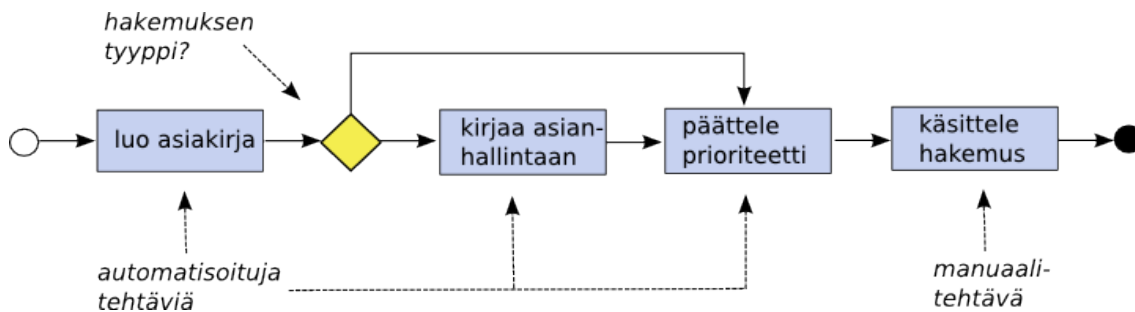 hakemuksen
tyyppi?
luo asiakirja
kirjaa asian-
hallintaan
päättele
prioriteetti
käsittele
hakemus
automatisoituja
tehtäviä
manuaali-
tehtävä